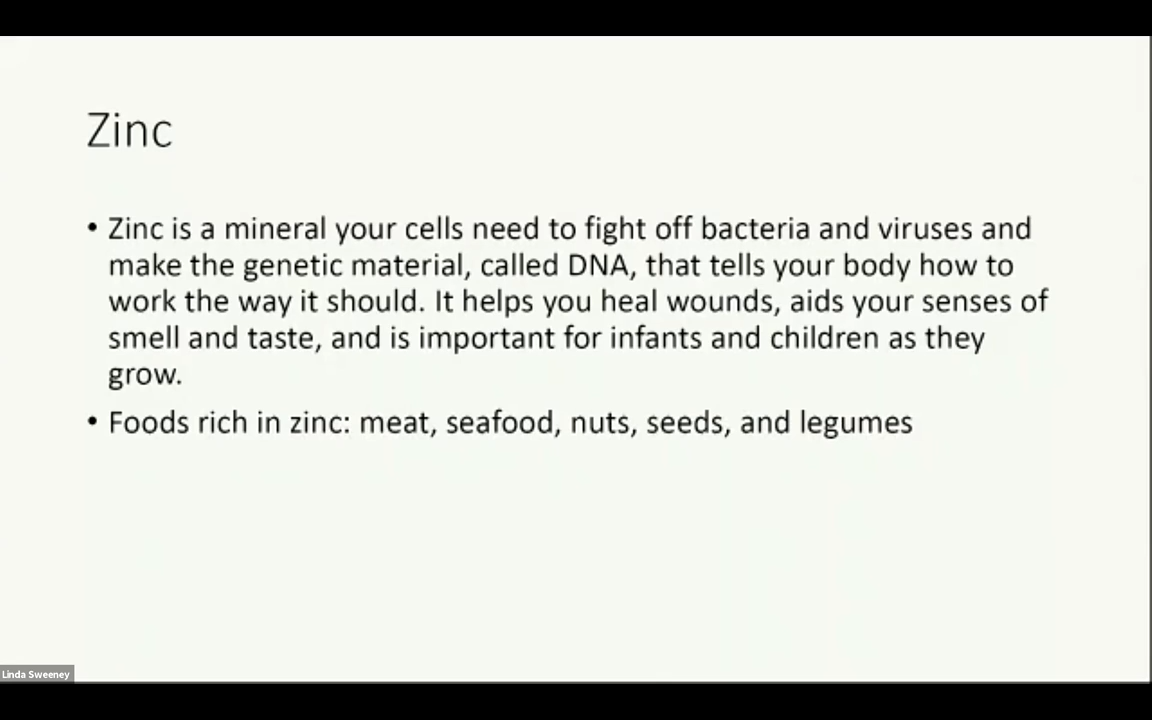 Zinc
• Zinc is a mineral your cells need to fight off bacteria and viruses and
make the genetic material, called DNA, that tells your body how to
work the way it should. It helps you heal wounds, aids your senses of
smell and taste, and is important for infants and children as they
grow.
• Foods rich in zinc: meat, seafood, nuts, seeds, and legumes
Linda Sweeney